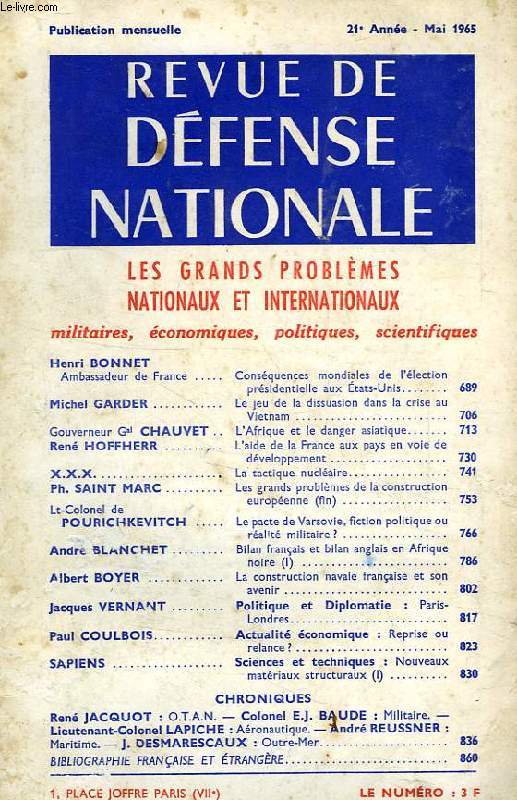 Le-livre.com
Publication mensuelle 21e Année - Mai 1965
REVUE DE
DÉFENSE
NATIONALE
LES GRANDS PROBLÈMES
NATIONAUX ET INTERNATIONAUX
militaires, économiques, politiques, scientifiques
Henri BONNET
Ambassadeur de France ..... Conséquences mondiales de l'élection
présidentielle aux États-Unis........ 689
Michel GARDER ............ Le jeu de la dissuasion dans la crise au
Vietnam .......................... 706
Gouverneur Gal CHAUVET .. L'Afrique et le danger asiatique....... 713
René HOFFHERR .......... L'aide de la France aux pays en voie de
développement .................... 730
X.X.X. ..................... La tactique nucléaire................. 741
Ph. SAINT MARC .......... Les grands problèmes de la construction
européenne (fin) .................. 753
Lt-Colonel de
POURICHKEVITCH ..... Le pacte de Varsovie, fiction politique ou
réalité militaire ? .................. 766
André BLANCHET ......... Bilan français et bilan anglais en Afrique
noire (I) .......................... 786
Albert BOYER .............. La construction navale française et son
avenir ............................ 802
Jacques VERNANT ......... Politique et Diplomatie : Paris-
Londres........................... 817
Paul COULBOIS............. Actualité économique : Reprise ou
relance ? .......................... 823
SAPIENS ................... Sciences et techniques : Nouveaux
matériaux structuraux (I) .......... 830
CHRONIQUES
René JACQUOT : O.T.A.N. — Colonel E.J. BAUDE : Militaire. —
Lieutenant-Colonel LAPICHE : Aéronautique. — André REUSSNER :
Maritime. — J. DESMARESCAUX : Outre-Mer..................... 836
BIBLIOGRAPHIE FRANÇAISE ET ÉTRANGÈRE........................ 860
1, PLACE JOFFRE PARIS (VIIe) LE NUMÉRO : 3 F